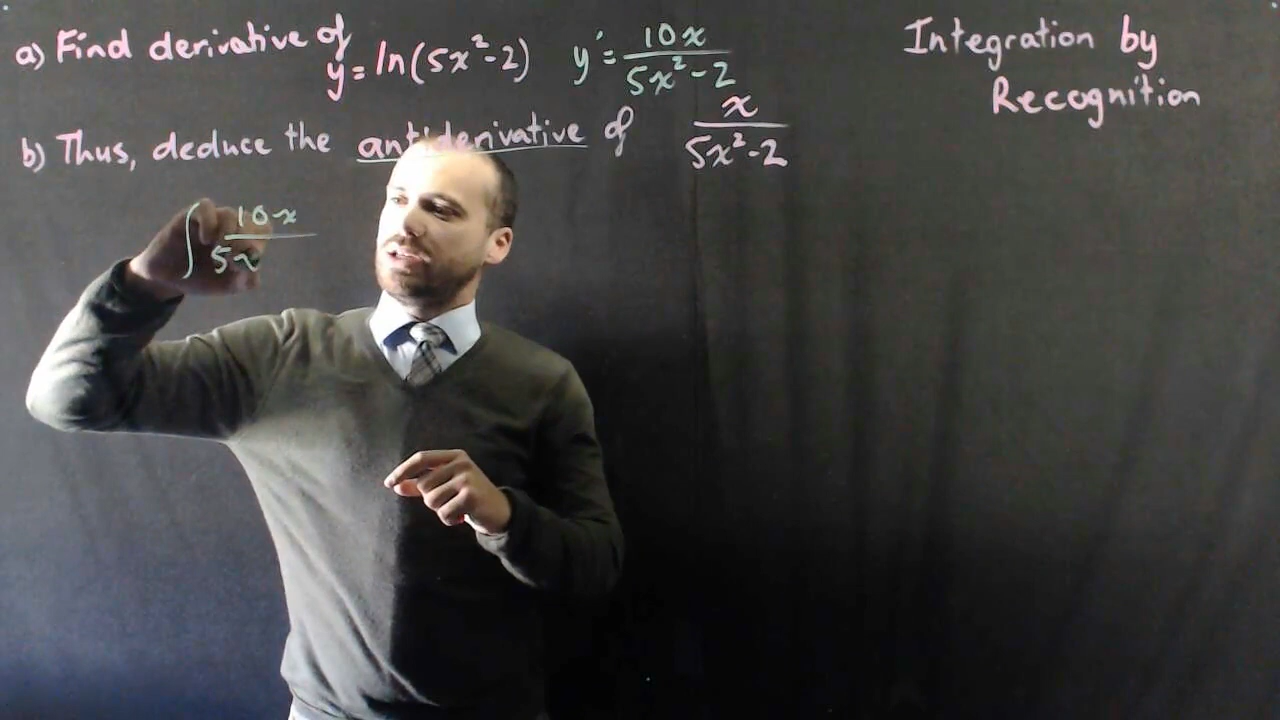 a) Find derivative of y = ln(5x²-2) y' = 10x / 5x²-2
b) Thus, deduce the antiderivative of x / 5x²-2
∫ 10x / 5x
Integration by
Recognition